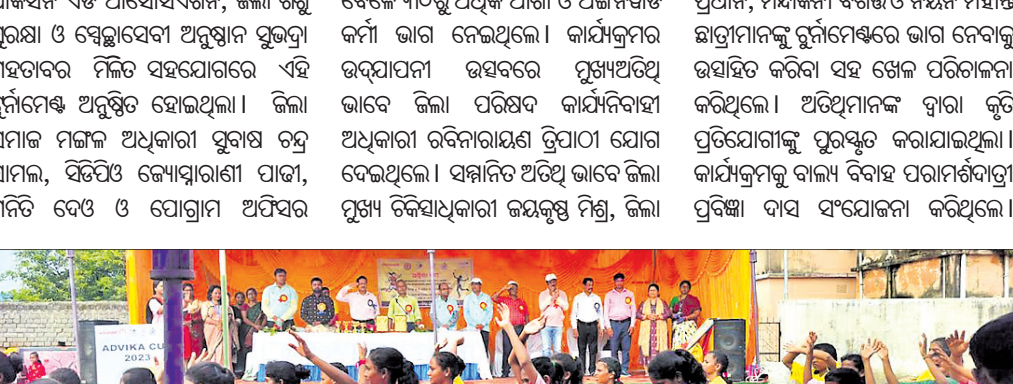 ସୁରକ୍ଷା ଓ ସ୍ୱେଚ୍ଛାସେବୀ ଅନୁଷ୍ଠାନ ସୁଭଦ୍ରା
ମହତାବର ମିଳିତ ସହଯୋଗରେ ଏହି
ଟୁର୍ନାମେଣ୍ଟ ଅନୁଷ୍ଠିତ ହୋଇଥିଲା। ଜିଲା
ସମାଜ ମଙ୍ଗଳ ଅଧିକାରୀ ସୁବାଷ ଚନ୍ଦ୍ର
ସାମଲ, ସିଡିପିଓ ଜ୍ୟୋସ୍ନାରାଣୀ ପାଢୀ,
ଦେଓ ଓ ପୋଗ୍ରାମ ଅଫିସର
କର୍ମୀ ଭାଗ ନେଇଥିଲେ। କାର୍ଯ୍ୟକ୍ରମର
ଉଦ୍‌ଯାପନୀ ଉତ୍ସବରେ ମୁଖ୍ୟଅତିଥି
ଭାବେ ଜିଲା ପରିଷଦ କାର୍ଯ୍ୟନିବାହୀ
ଅଧିକାରୀ ରବିନାରାୟଣ ତ୍ରିପାଠୀ ଯୋଗ
ଦେଇଥିଲେ। ସମ୍ମାନିତ ଅତିଥି ଭାବେ ଜିଲା
ମୁଖ୍ୟ ଚିକିତ୍ସାଧିକାରୀ ଜୟକୃଷ୍ଣ ମିଶ୍ର, ଜିଲା
ଛାତ୍ରୀମାନଙ୍କୁ ଟୁର୍ନାମେଣ୍ଟରେ ଭାଗ ନେବାକୁ
ଉତ୍ସାହିତ କରିବା ସହ ଖେଳ ପରିଚାଳନା
କରିଥିଲେ। ଅତିଥିମାନଙ୍କ ଦ୍ୱାରା କୃତି
ପ୍ରତିଯୋଗୀଙ୍କୁ ପୁରସ୍କୃତ କରାଯାଇଥିଲା।
କାର୍ଯ୍ୟକ୍ରମକୁ ବାଲ୍ୟ ବିବାହ ପରାମର୍ଶଦାତ୍ରୀ
ପ୍ରବିଜ୍ଞା ଦାସ ସଂଯୋଜନା କରିଥିଲେ।
ADVIKA CU
2023